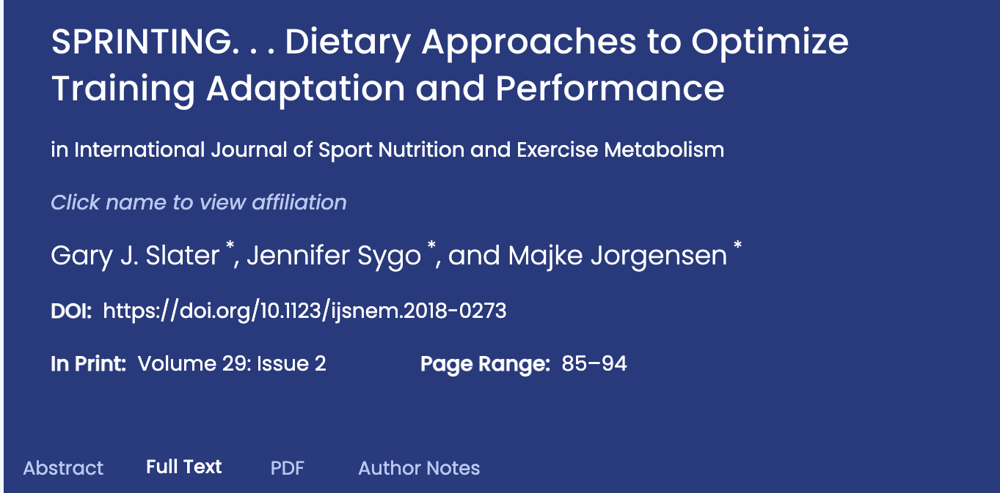 SPRINTING. . . Dietary Approaches to Optimize
Training Adaptation and Performance
in International Journal of Sport Nutrition and Exercise Metabolism
Click name to view affiliation
Gary J. Slater *, Jennifer Sygo *, and Majke Jorgensen *
DOI: https://doi.org/10.1123/ijsnem.2018-0273
In Print: Volume 29: Issue 2 Page Range: 85–94
Abstract Full Text PDF Author Notes